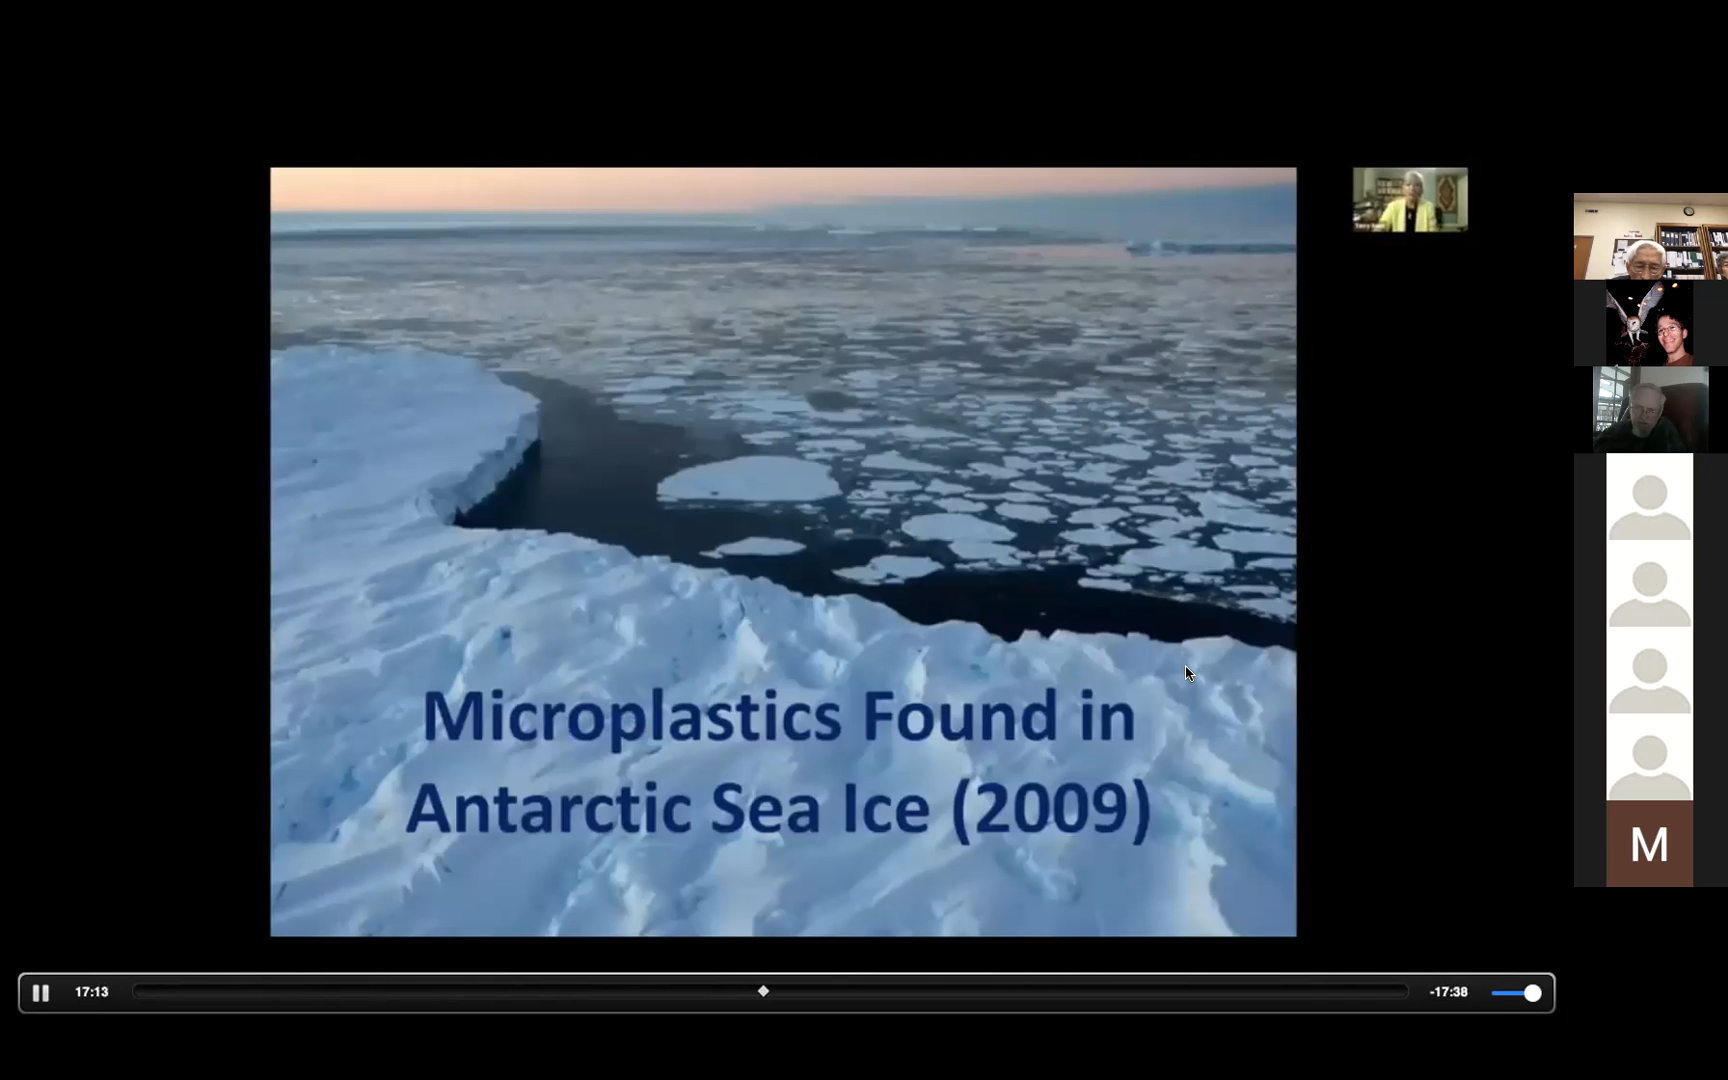 Microplastics Found in
Antarctic Sea Ice (2009)
M
17:13
-17:38